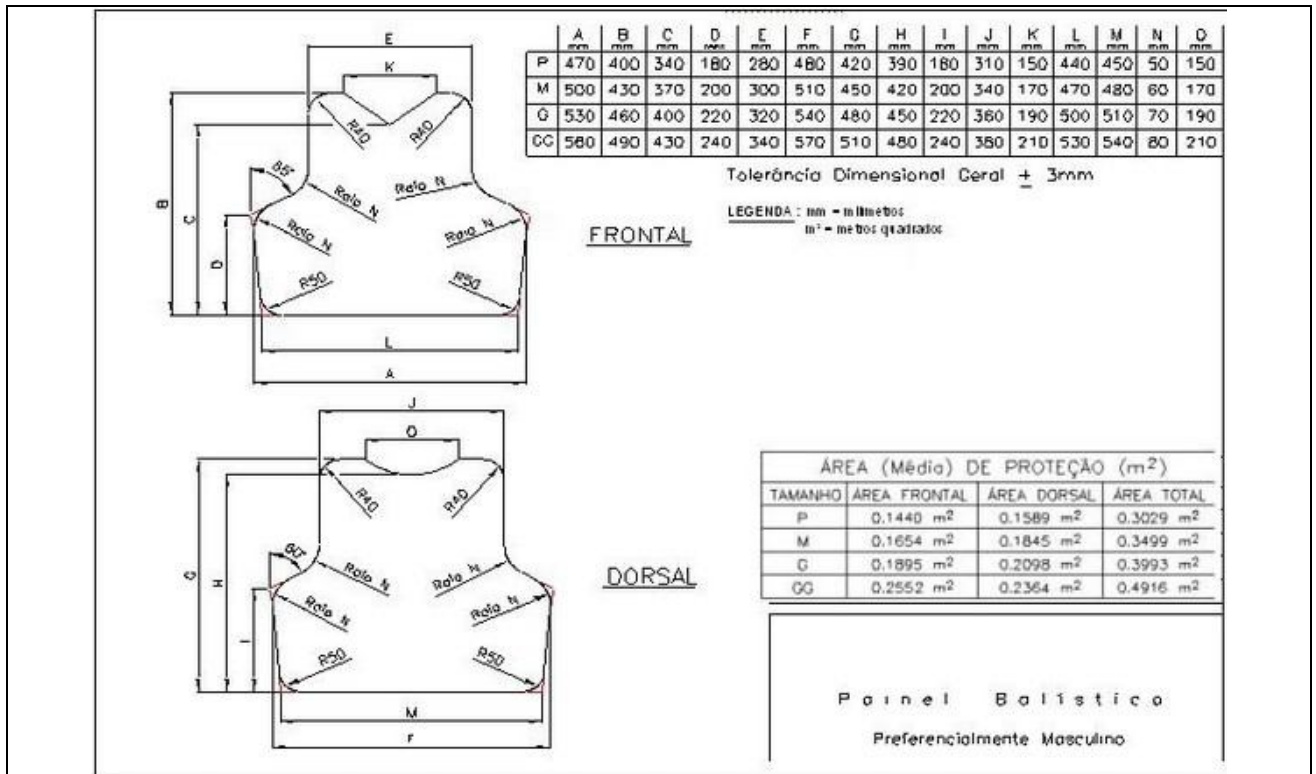 A B C D E F G H I J K L M N O
mm mm mm mm mm mm mm mm mm mm mm mm mm mm mm
P 470 400 340 180 280 480 420 390 180 310 150 440 450 50 150
M 500 430 370 200 300 510 450 420 200 340 170 470 480 60 170
G 530 460 400 220 320 540 480 450 220 360 190 500 510 70 190
GG 560 490 430 240 340 570 510 480 240 380 210 530 540 80 210
Tolerância Dimensional Geral ± 3mm
LEGENDA : mm = milimetros
m² = metros quadrados
E
K
R40
R40
Raio N
Raio N
B
C
Raio N
Raio N
D
R50
R50
L
A
FRONTAL
J
O
R40
R40
60°
G
H
Raio N
Raio N
Raio N
Raio N
I
R50
R50
M
F
DORSAL
ÁREA (Média) DE PROTEÇÃO (m²)
TAMANHO ÁREA FRONTAL ÁREA DORSAL ÁREA TOTAL
P 0.1440 m² 0.1589 m² 0.3029 m²
M 0.1654 m² 0.1845 m² 0.3499 m²
G 0.1895 m² 0.2098 m² 0.3993 m²
GG 0.2552 m² 0.2364 m² 0.4916 m²
Painel Balístico
Preferencialmente Masculino